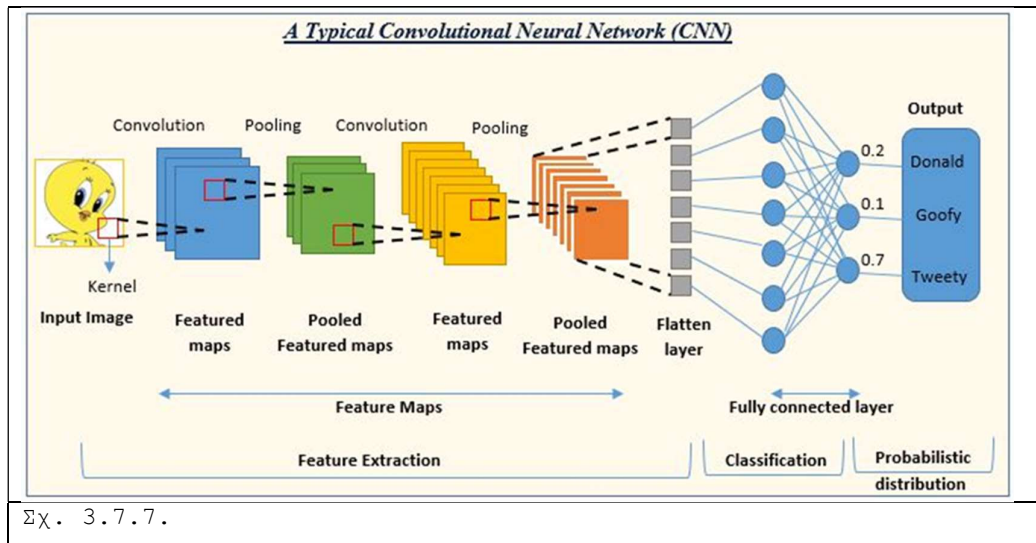 A Typical Convolutional Neural Network (CNN)
Convolution
Pooling
Convolution
Pooling
Kernel
Input Image
Featured
maps
Pooled
Featured maps
Featured
maps
Pooled
Featured maps
Flatten
layer
Output
0.2
Donald
0.1
Goofy
0.7
Tweety
Feature Maps
Fully connected layer
Feature Extraction
Classification
Probabilistic
distribution
Σχ. 3.7.7.